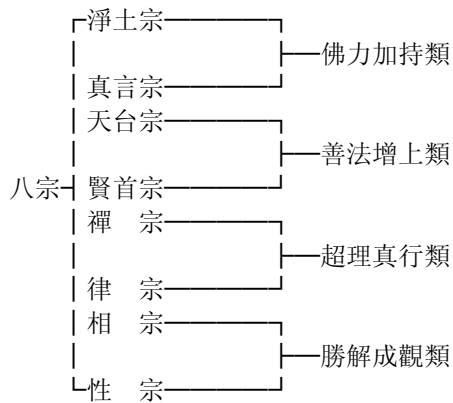 淨土宗
佛力加持類
真言宗
天台宗
善法增上類
八宗 賢首宗
禪　宗
超理真行類
律　宗
相　宗
勝解成觀類
性　宗